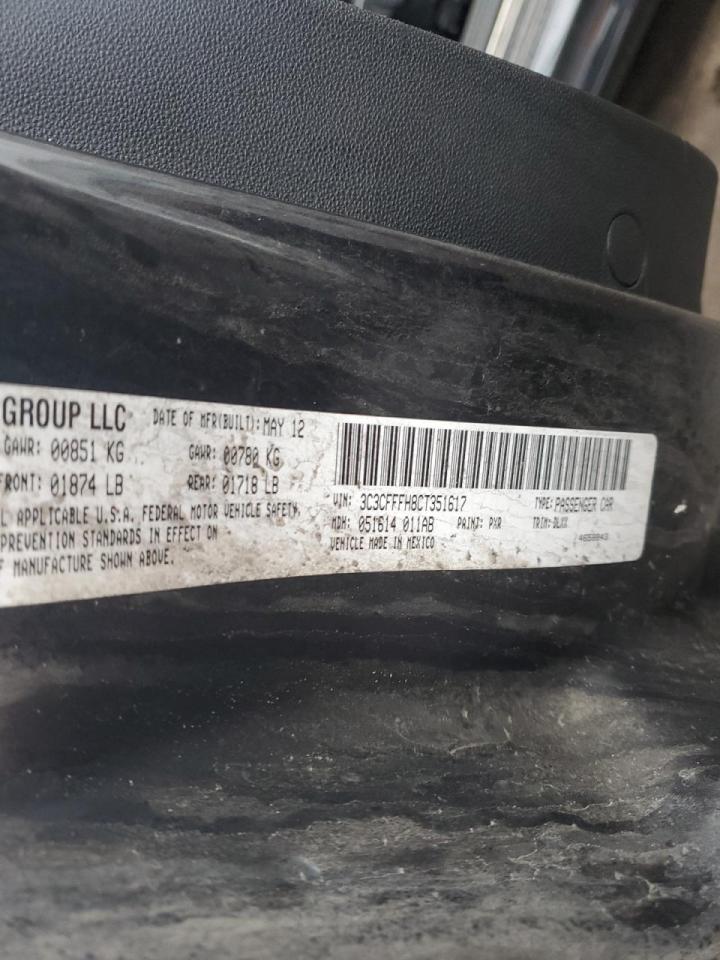 GROUP LLC DATE OF MFR(BUILT): MAY 12
GAWR: 00851 KG GAWR: 00780 KG
FRONT: 01874 LB REAR: 01718 LB
APPLICABLE U.S.A. FEDERAL MOTOR VEHICLE SAFETY,
PREVENTION STANDARDS IN EFFECT ON
MANUFACTURE SHOWN ABOVE.
VIN: 3C3CFFFH8CT351617 TYPE: PASSENGER CAR
MDH: 051614 011AB PAINT: PXR TRIM: DLXX
VEHICLE MADE IN MEXICO